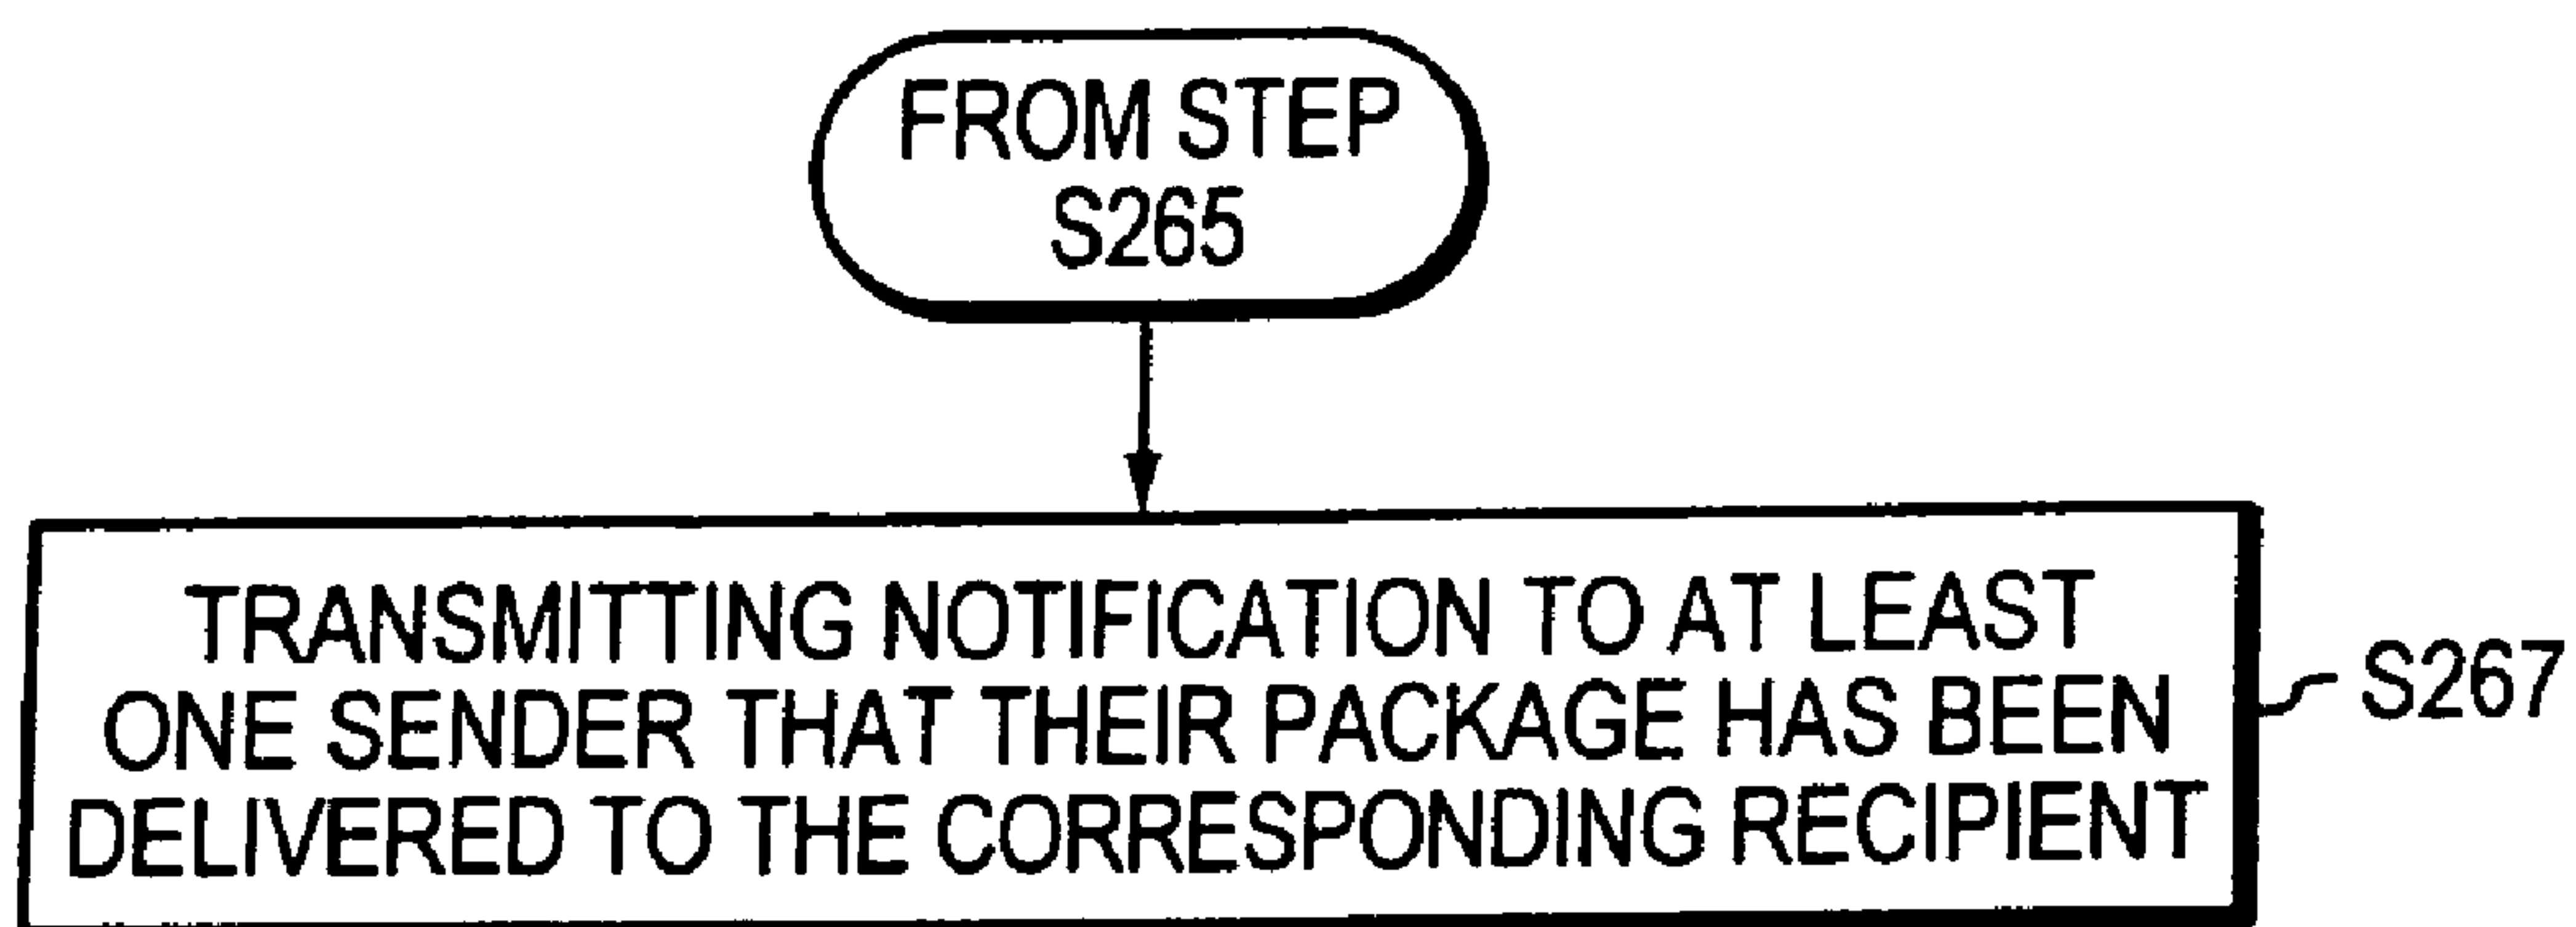 FROM STEP
S265
TRANSMITTING NOTIFICATION TO AT LEAST
ONE SENDER THAT THEIR PACKAGE HAS BEEN
DELIVERED TO THE CORRESPONDING RECIPIENT
S267